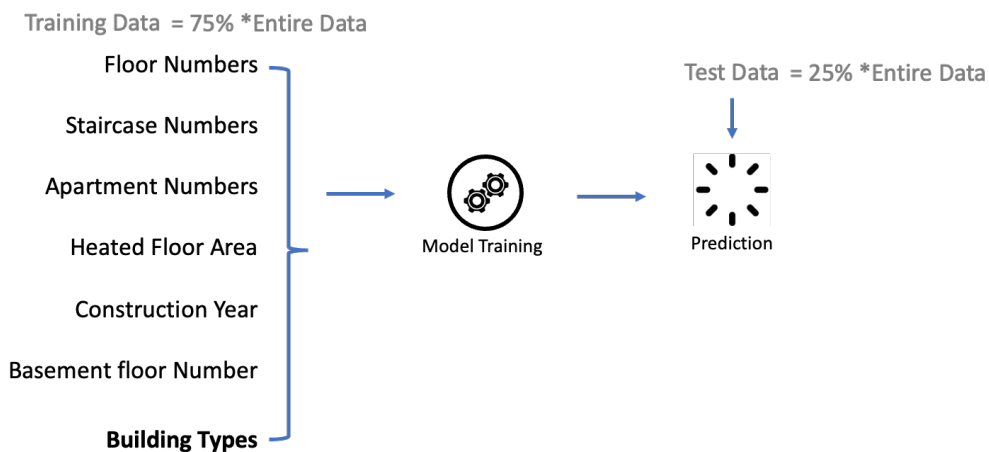 Training Data = 75% *Entire Data
Floor Numbers
Staircase Numbers
Apartment Numbers
Heated Floor Area
Construction Year
Basement floor Number
Building Types
Model Training
Test Data = 25% *Entire Data
Prediction